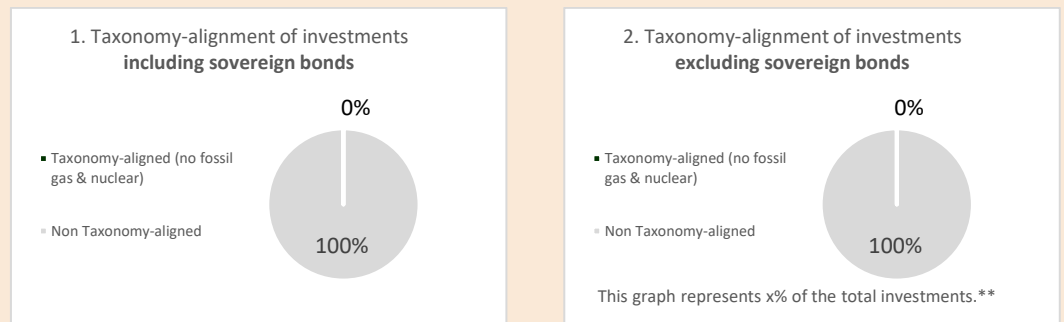 1. Taxonomy-alignment of investments
including sovereign bonds
0%
Taxonomy-aligned (no fossil
gas & nuclear)
Non Taxonomy-aligned
100%
2. Taxonomy-alignment of investments
excluding sovereign bonds
0%
Taxonomy-aligned (no fossil
gas & nuclear)
Non Taxonomy-aligned
100%
This graph represents x% of the total investments.**